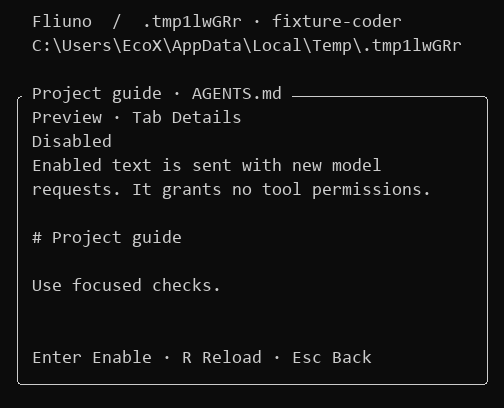 Fliuno  /  .tmp1lwGRr · fixture-coder
C:\Users\EcoX\AppData\Local\Temp\.tmp1lwGRr
Project guide · AGENTS.md
Preview · Tab Details
Disabled
Enabled text is sent with new model
requests. It grants no tool permissions.
# Project guide
Use focused checks.
Enter Enable · R Reload · Esc Back